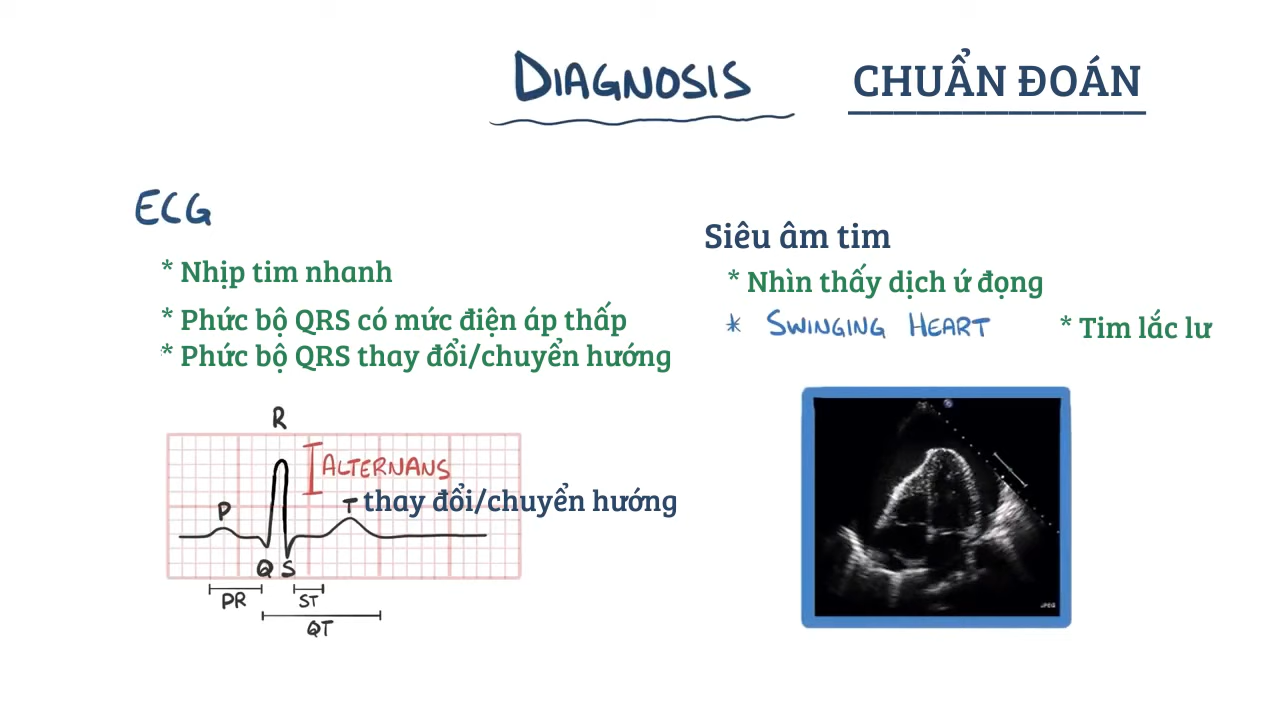 DIAGNOSIS CHUẨN ĐOÁN
ECG
* Nhịp tim nhanh
* Phức bộ QRS có mức điện áp thấp
* Phức bộ QRS thay đổi/chuyển hướng
R
ALTERNANS
P
T thay đổi/chuyển hướng
Q S
PR ST
QT
Siêu âm tim
* Nhìn thấy dịch ứ đọng
* SWINGING HEART * Tim lắc lư
JPEG